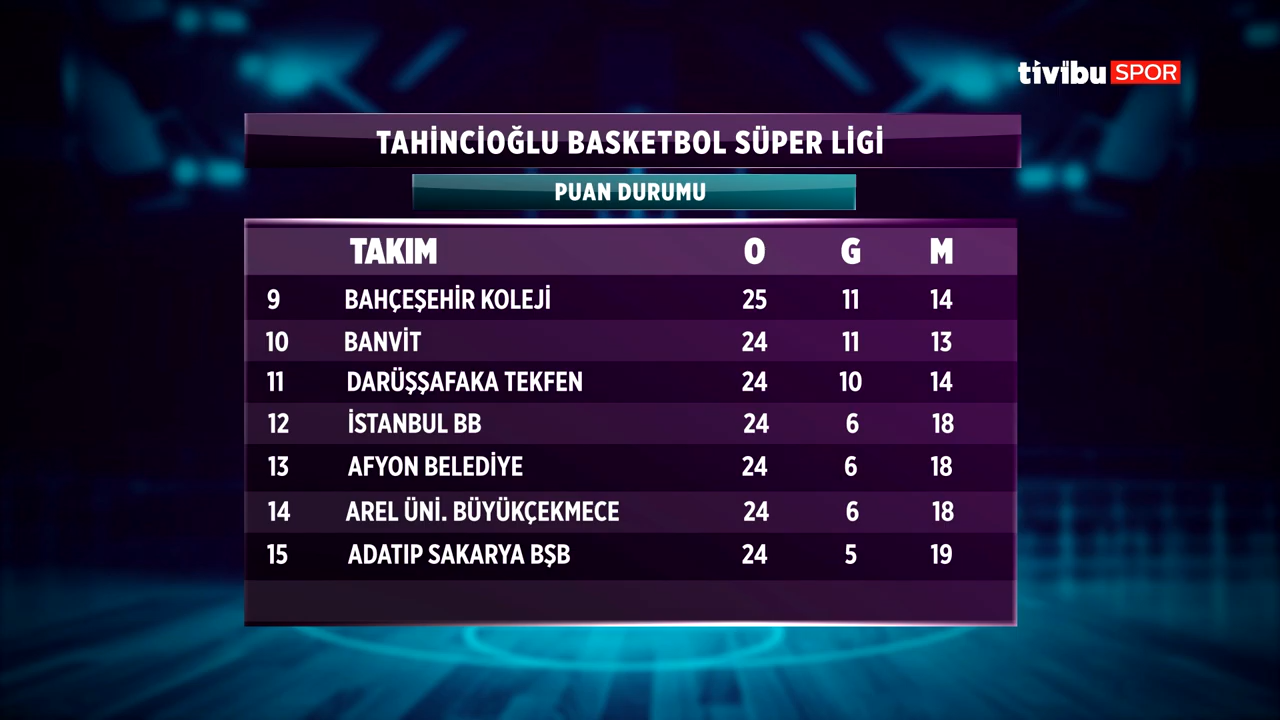 tivibu SPOR
TAHİNCİOĞLU BASKETBOL SÜPER LİGİ
PUAN DURUMU
TAKIM O G M
9 BAHÇEŞEHİR KOLEJİ 25 11 14
10 BANVİT 24 11 13
11 DARÜŞŞAFAKA TEKFEN 24 10 14
12 İSTANBUL BB 24 6 18
13 AFYON BELEDİYE 24 6 18
14 AREL ÜNİ. BÜYÜKÇEKMECE 24 6 18
15 ADATIP SAKARYA BŞB 24 5 19